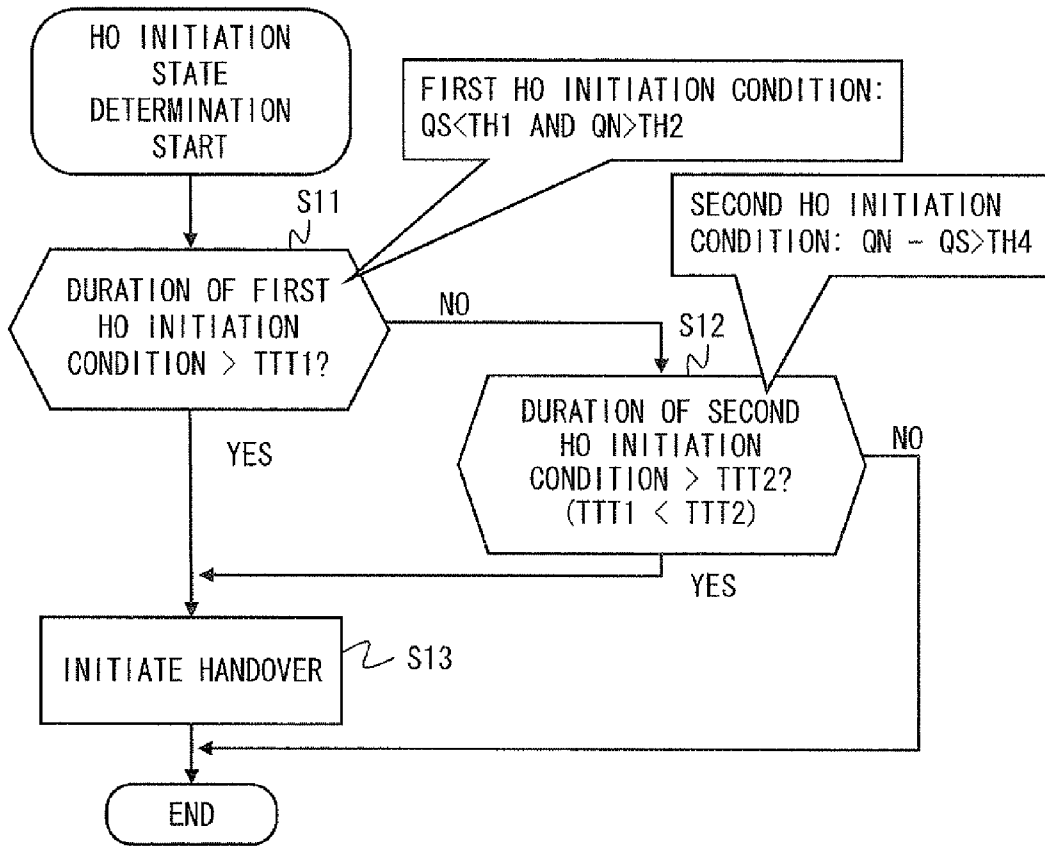 HO INITIATION
STATE
DETERMINATION
START
FIRST HO INITIATION CONDITION:
QS<TH1 AND QN>TH2
S11
SECOND HO INITIATION
CONDITION: QN - QS>TH4
DURATION OF FIRST
HO INITIATION
CONDITION > TTT1?
NO
S12
DURATION OF SECOND
HO INITIATION
CONDITION > TTT2?
(TTT1 < TTT2)
NO
YES
YES
INITIATE HANDOVER
S13
END